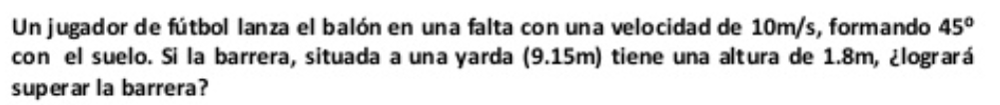 Un jugador de fútbol lanza el balón en una falta con una velocidad de 10m/s, formando 45º
con el suelo. Si la barrera, situada a una yarda (9.15m) tiene una altura de 1.8m, ¿logrará
superar la barrera?